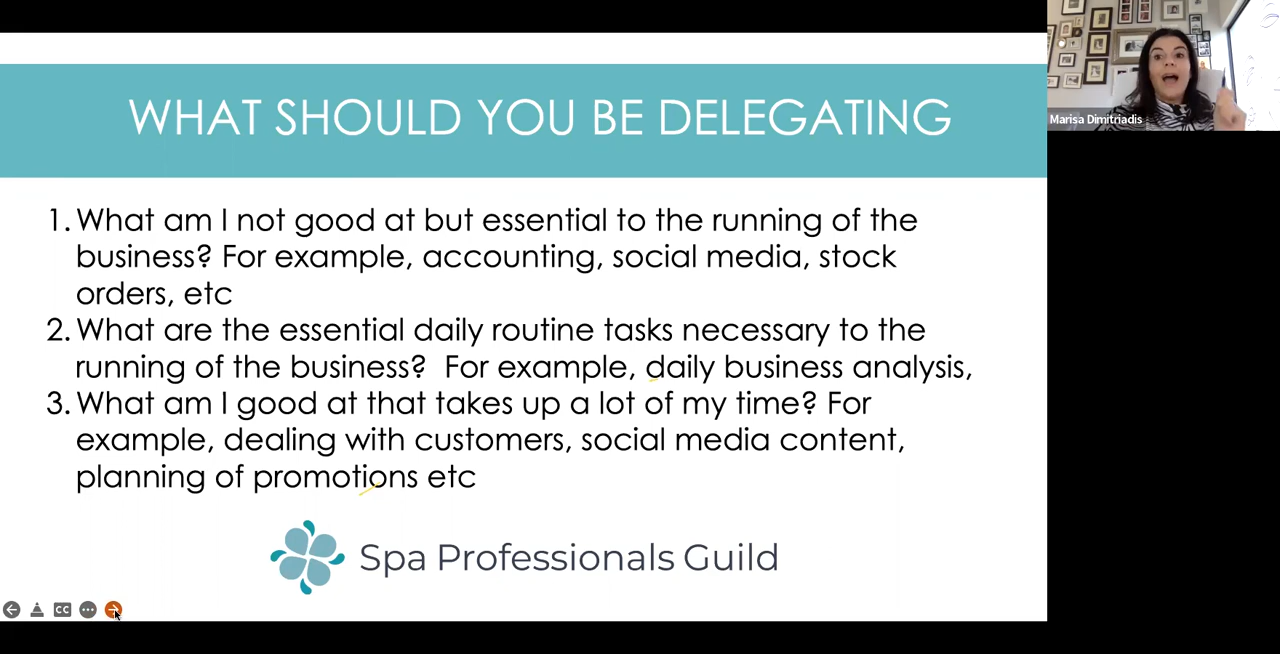 WHAT SHOULD YOU BE DELEGATING
Marisa Dimitriadis
1. What am I not good at but essential to the running of the
business? For example, accounting, social media, stock
orders, etc
2. What are the essential daily routine tasks necessary to the
running of the business?  For example, daily business analysis,
3. What am I good at that takes up a lot of my time? For
example, dealing with customers, social media content,
planning of promotions etc
Spa Professionals Guild
CC